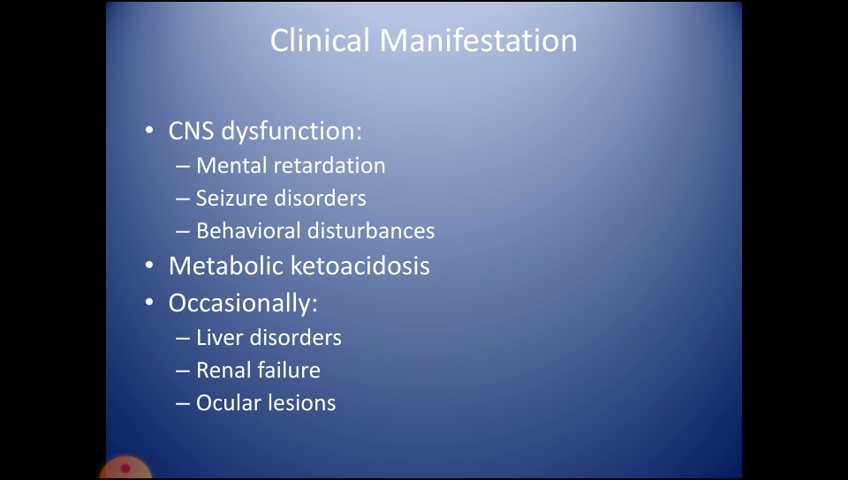 Clinical Manifestation
• CNS dysfunction:
– Mental retardation
– Seizure disorders
– Behavioral disturbances
• Metabolic ketoacidosis
• Occasionally:
– Liver disorders
– Renal failure
– Ocular lesions